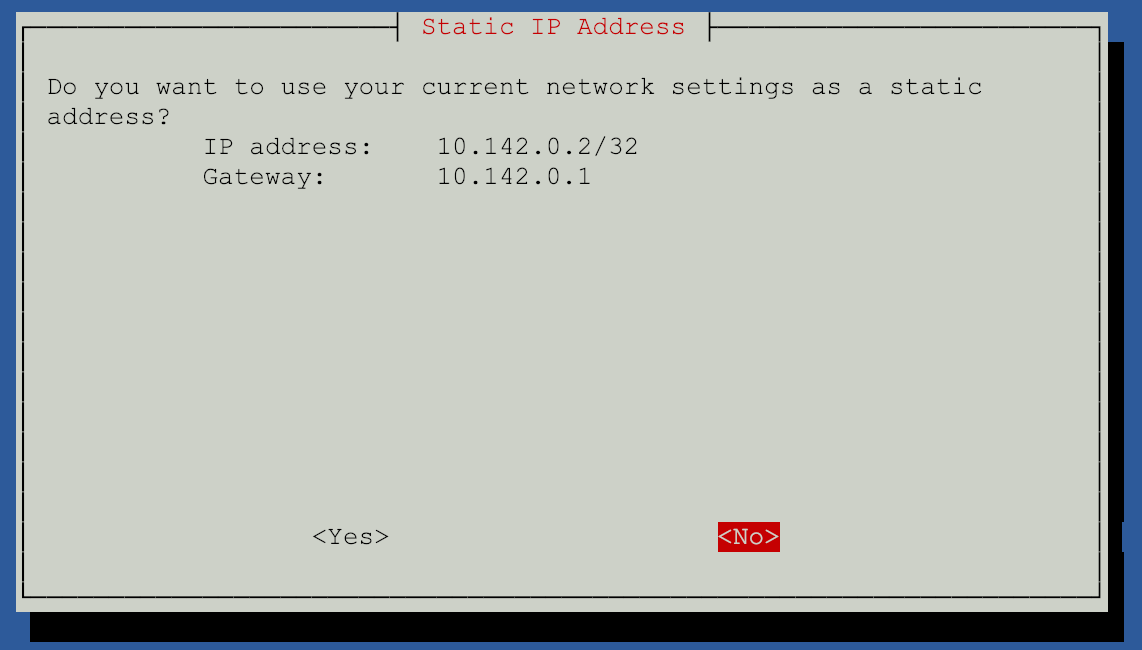 Static IP Address
Do you want to use your current network settings as a static
address?
IP address: 10.142.0.2/32
Gateway: 10.142.0.1
<Yes> <No>